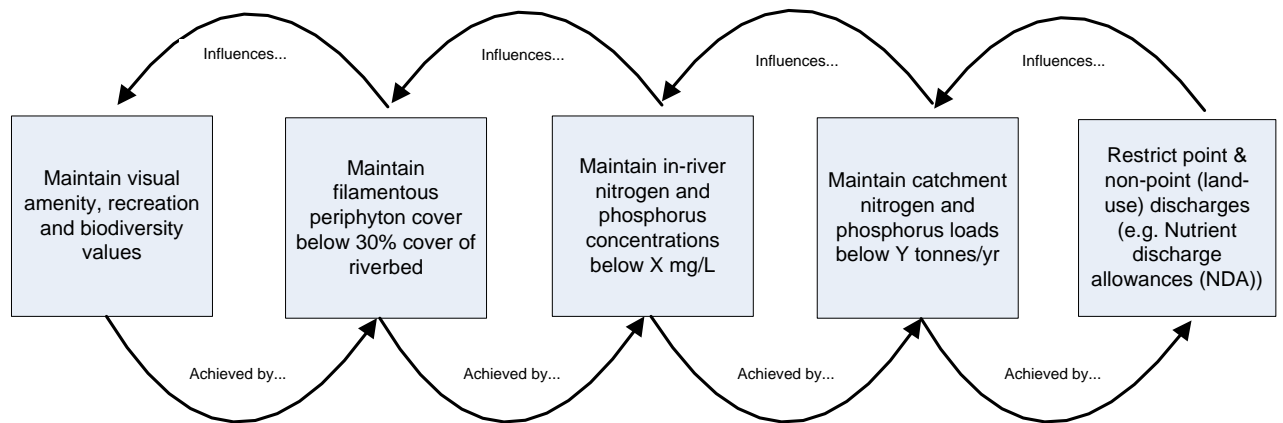 Influences...
Influences...
Influences...
Influences...
Maintain visual
amenity, recreation
and biodiversity
values
Maintain
filamentous
periphyton cover
below 30% cover of
riverbed
Maintain in-river
nitrogen and
phosphorus
concentrations
below X mg/L
Maintain catchment
nitrogen and
phosphorus loads
below Y tonnes/yr
Restrict point &
non-point (land-
use) discharges
(e.g. Nutrient
discharge
allowances (NDA))
Achieved by...
Achieved by...
Achieved by...
Achieved by...